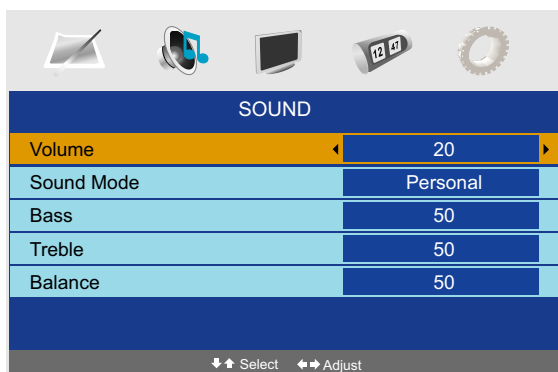 12 47
SOUND
Volume 20
Sound Mode Personal
Bass 50
Treble 50
Balance 50
Select Adjust